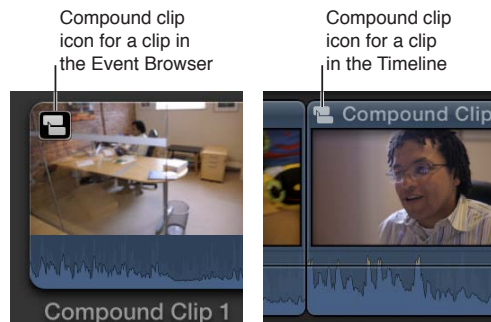 Compound clip
icon for a clip in
the Event Browser
Compound clip
icon for a clip
in the Timeline
Compound Clip
Compound Clip 1